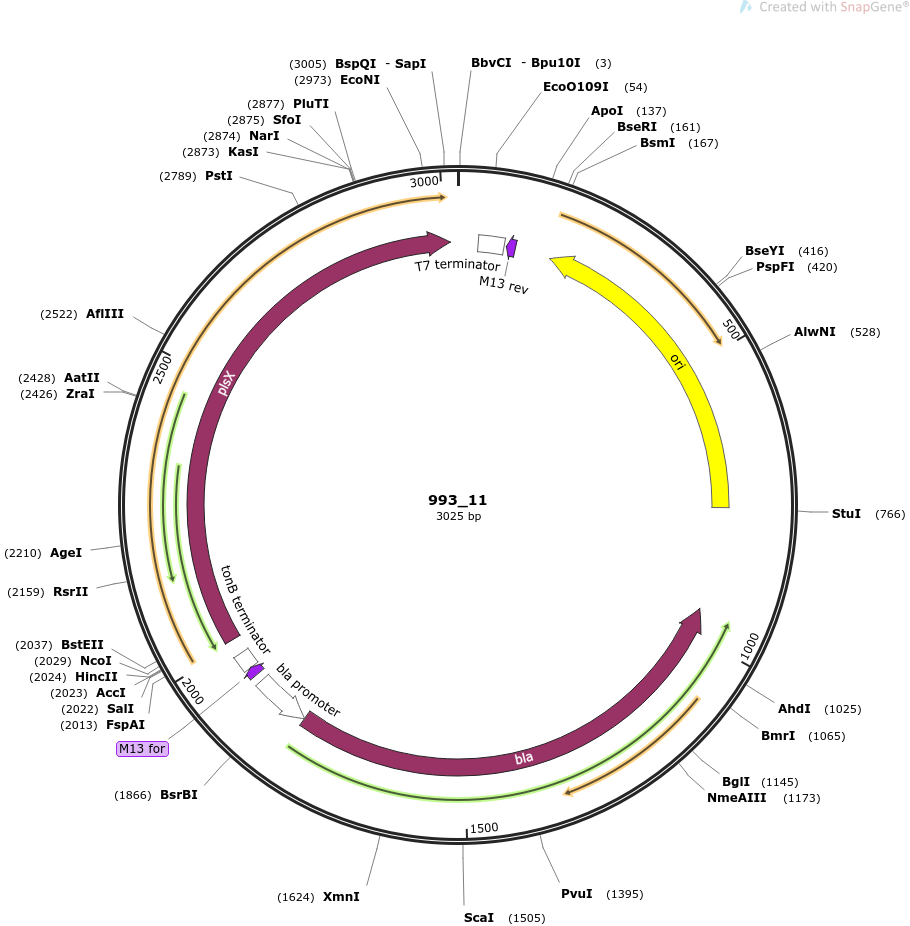 Created with SnapGene®
(3005) BspQI - SapI
(2973) EcoNI
(2877) PluTI
(2875) SfoI
(2874) NarI
(2873) KasI
(2789) PstI
(2522) AflIII
(2428) AatII
(2426) ZraI
(2210) AgeI
(2159) RsrII
(2037) BstEII
(2029) NcoI
(2024) HincII
(2023) AccI
(2022) SalI
(2013) FspAI
M13 for
(1866) BsrBI
(1624) XmnI
BbvCI - Bpu10I (3)
EcoO109I (54)
ApoI (137)
BseRI (161)
BsmI (167)
BseYI (416)
PspFI (420)
AlwNI (528)
StuI (766)
AhdI (1025)
BmrI (1065)
BglI (1145)
NmeAIII (1173)
PvuI (1395)
ScaI (1505)
3000
500
1000
1500
2000
2500
T7 terminator
M13 rev
ori
plsX
tonB terminator
bla promoter
bla
993_11
3025 bp